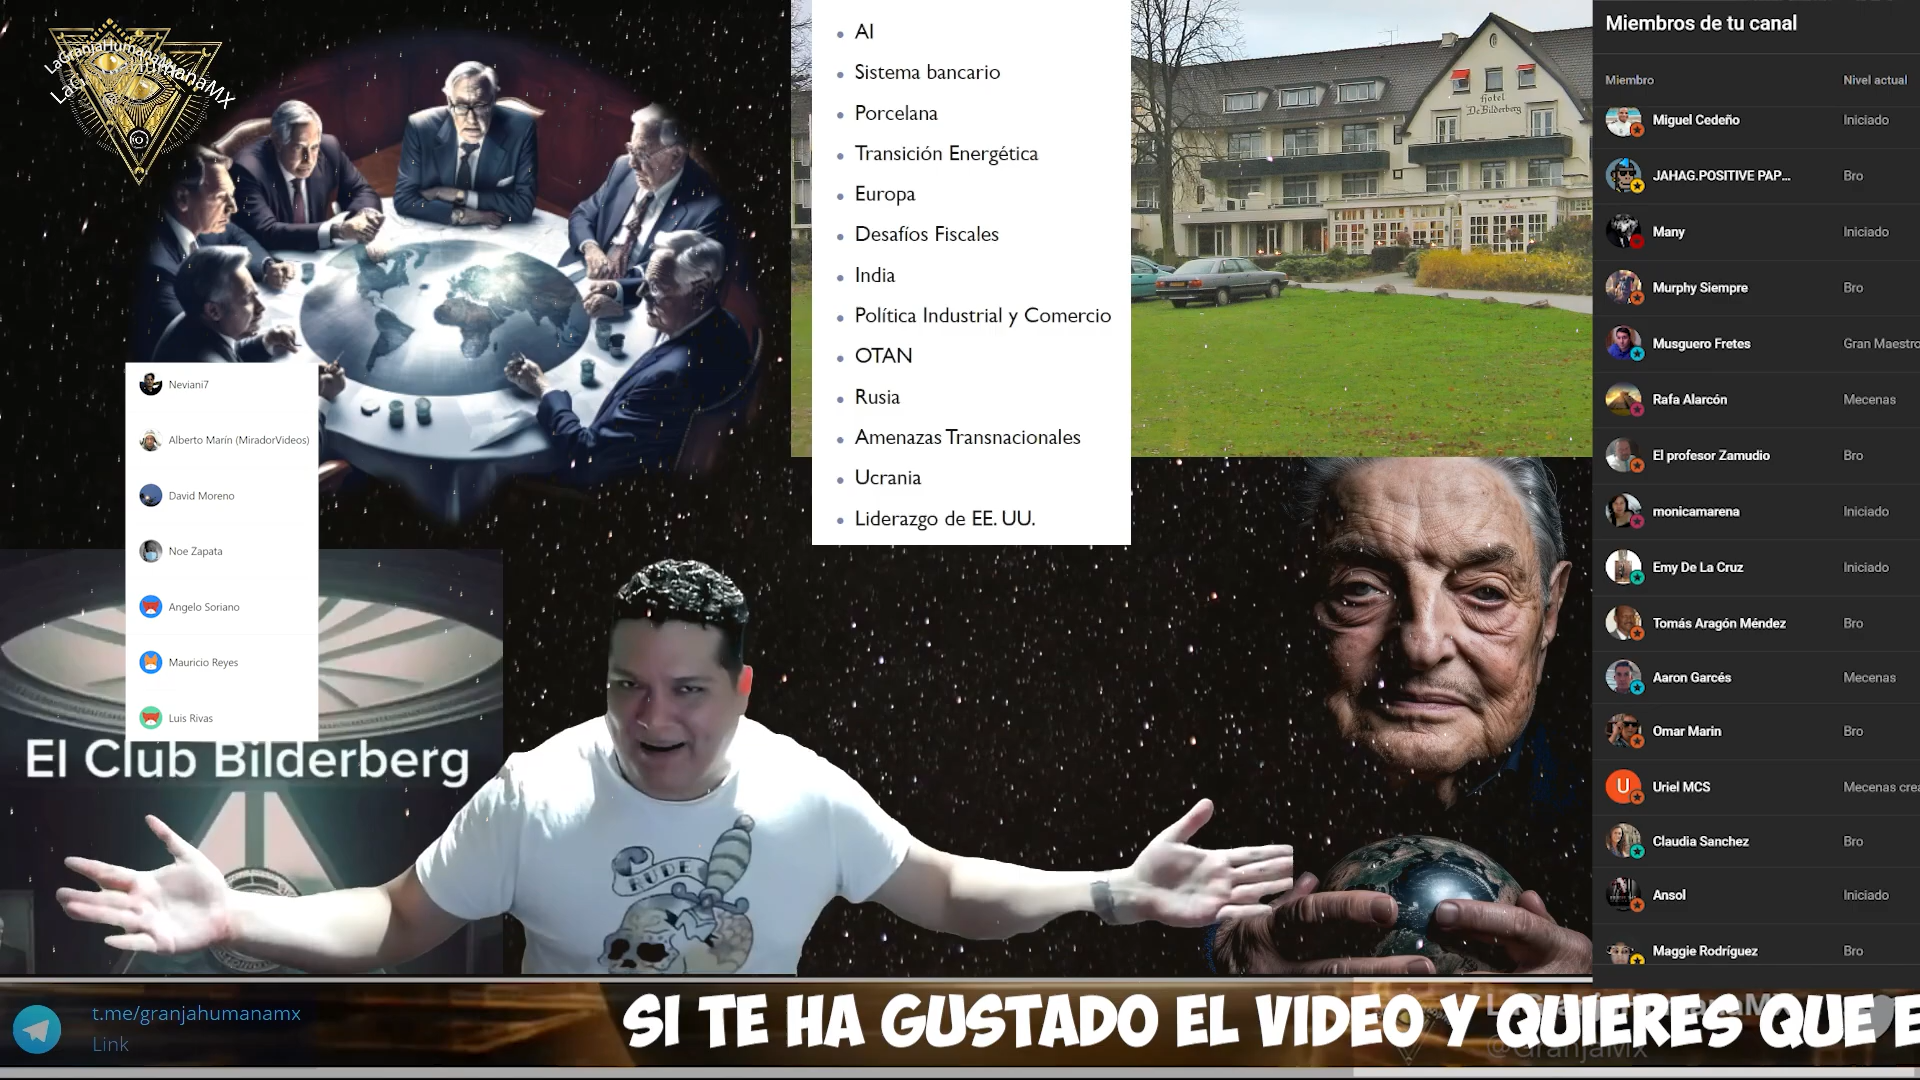 LaGranjaHumanaMX
AI
Sistema bancario
Porcelana
Transición Energética
Europa
Desafíos Fiscales
India
Política Industrial y Comercio
OTAN
Rusia
Amenazas Transnacionales
Ucrania
Liderazgo de EE. UU.
Hotel
De Bilderberg
Neviani7
Alberto Marín (MiradorVideos)
David Moreno
Noe Zapata
Angelo Soriano
Mauricio Reyes
Luis Rivas
El Club Bilderberg
RUDE
Miembros de tu canal
Miembro Nivel actual
Miguel Cedeño Iniciado
JAHAG.POSITIVE PAP... Bro
Many Iniciado
Murphy Siempre Bro
Musguero Fretes Gran Maestro
Rafa Alarcón Mecenas
El profesor Zamudio Bro
monicamarena Iniciado
Emy De La Cruz Iniciado
Tomás Aragón Méndez Bro
Aaron Garcés Mecenas
Omar Marin Bro
U Uriel MCS Mecenas crea
Claudia Sanchez Bro
Ansol Iniciado
Maggie Rodríguez Bro
t.me/granjahumanamx
Link
SI TE HA GUSTADO EL VIDEO Y QUIERES QUE E
@GranjaMx